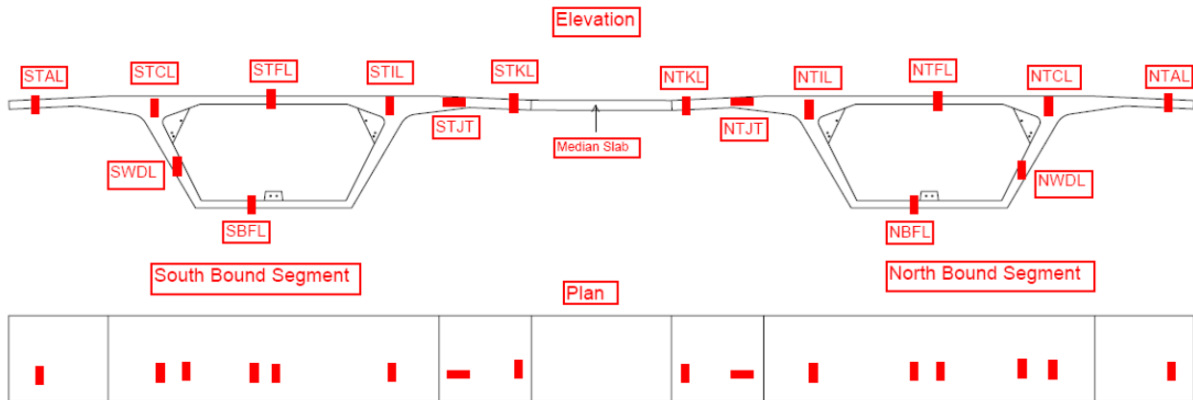 Elevation
STAL
STCL
STFL
STIL
STKL
NTKL
NTIL
NTFL
NTCL
NTAL
STJT
NTJT
Median Slab
SWDL
NWDL
SBFL
NBFL
South Bound Segment
North Bound Segment
Plan